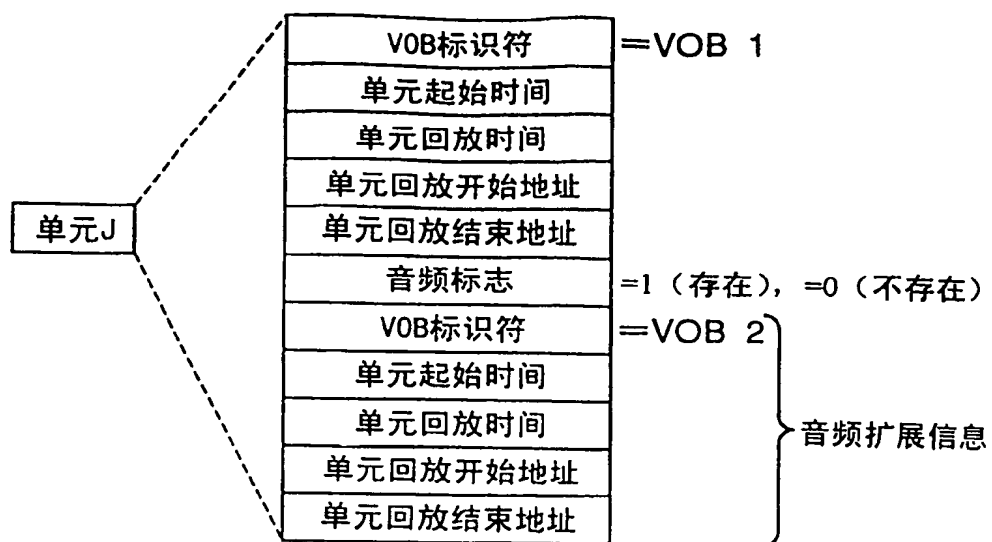 VOB标识符 =VOB 1
单元起始时间
单元回放时间
单元回放开始地址
单元J
单元回放结束地址
音频标志 =1（存在），=0（不存在）
VOB标识符 =VOB 2
单元起始时间
单元回放时间
音频扩展信息
单元回放开始地址
单元回放结束地址